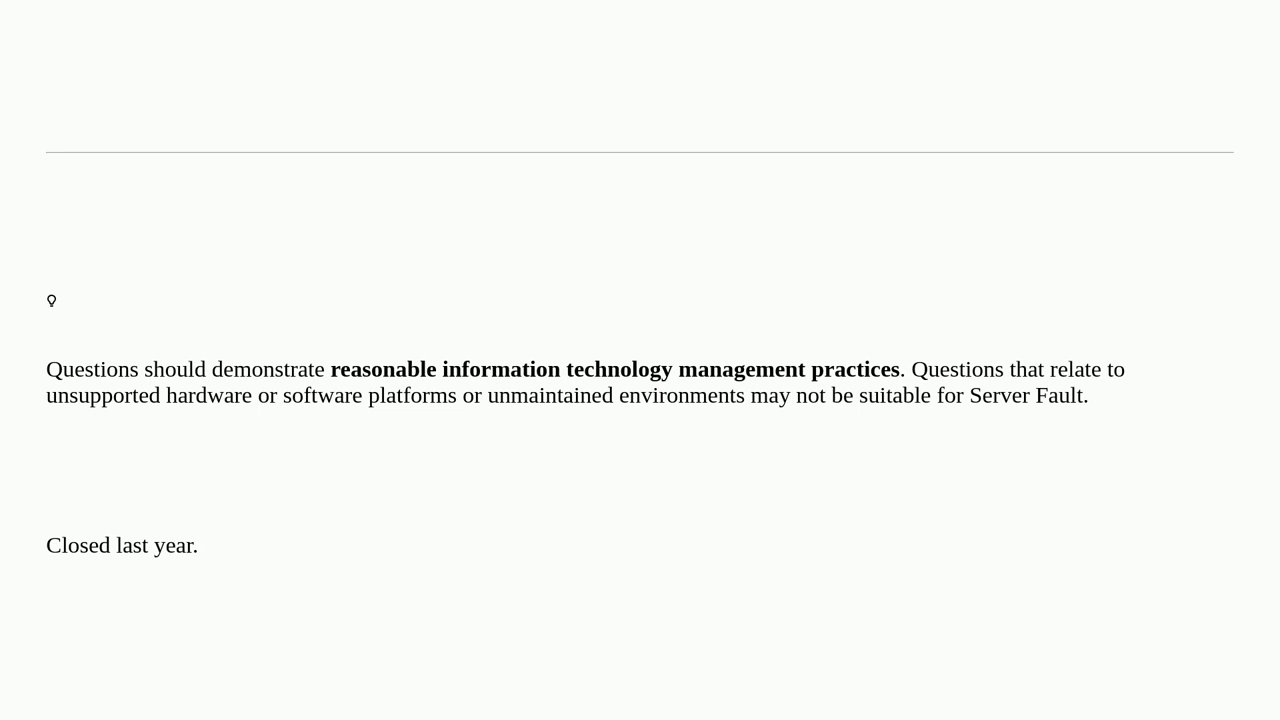 Questions should demonstrate reasonable information technology management practices. Questions that relate to
unsupported hardware or software platforms or unmaintained environments may not be suitable for Server Fault.
Closed last year.